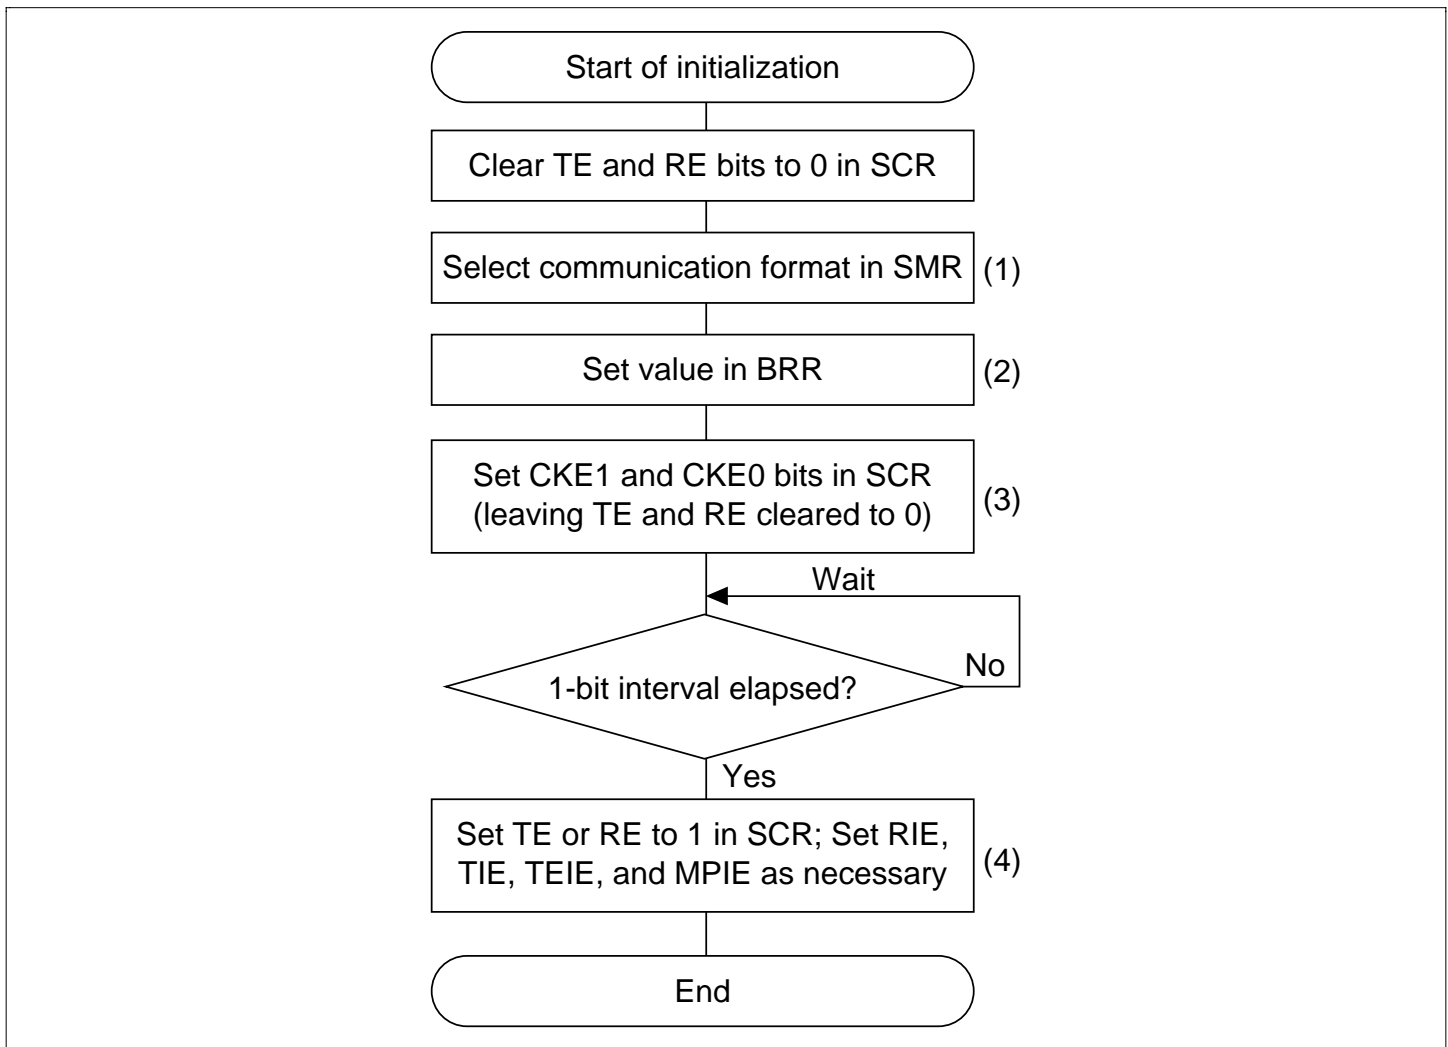 Start of initialization
Clear TE and RE bits to 0 in SCR
Select communication format in SMR
(1)
Set value in BRR
(2)
Set CKE1 and CKE0 bits in SCR
(leaving TE and RE cleared to 0)
(3)
Wait
No
1-bit interval elapsed?
Yes
Set TE or RE to 1 in SCR; Set RIE,
TIE, TEIE, and MPIE as necessary
(4)
End